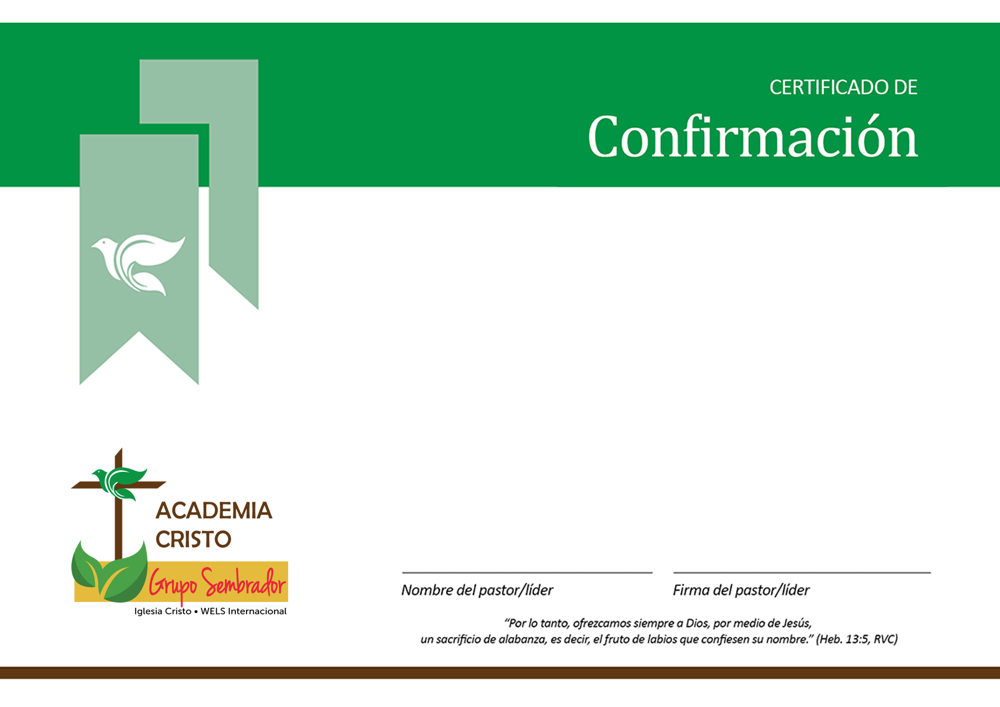 CERTIFICADO DE
Confirmación
ACADEMIA
CRISTO
Grupo Sembrador
Iglesia Cristo • WELS Internacional
Nombre del pastor/líder
Firma del pastor/líder
“Por lo tanto, ofrezcamos siempre a Dios, por medio de Jesús,
un sacrificio de alabanza, es decir, el fruto de labios que confiesen su nombre.” (Heb. 13:5, RVC)